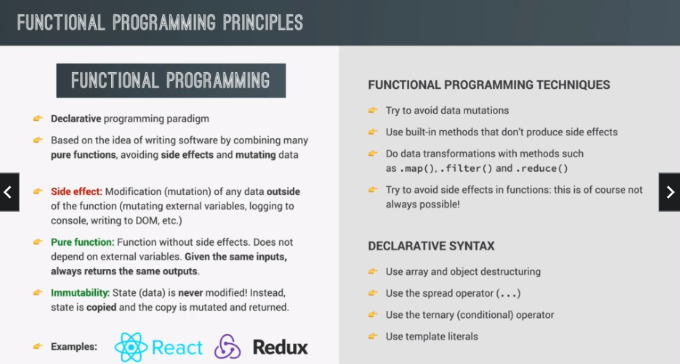 FUNCTIONAL PROGRAMMING PRINCIPLES
FUNCTIONAL PROGRAMMING
Declarative programming paradigm
Based on the idea of writing software by combining many
pure functions, avoiding side effects and mutating data
Side effect: Modification (mutation) of any data outside
of the function (mutating external variables, logging to
console, writing to DOM, etc.)
Pure function: Function without side effects. Does not
depend on external variables. Given the same inputs,
always returns the same outputs.
Immutability: State (data) is never modified! Instead,
state is copied and the copy is mutated and returned.
Examples: React Redux
FUNCTIONAL PROGRAMMING TECHNIQUES
Try to avoid data mutations
Use built-in methods that don't produce side effects
Do data transformations with methods such
as .map(), .filter() and .reduce()
Try to avoid side effects in functions: this is of course not
always possible!
DECLARATIVE SYNTAX
Use array and object destructuring
Use the spread operator (...)
Use the ternary (conditional) operator
Use template literals